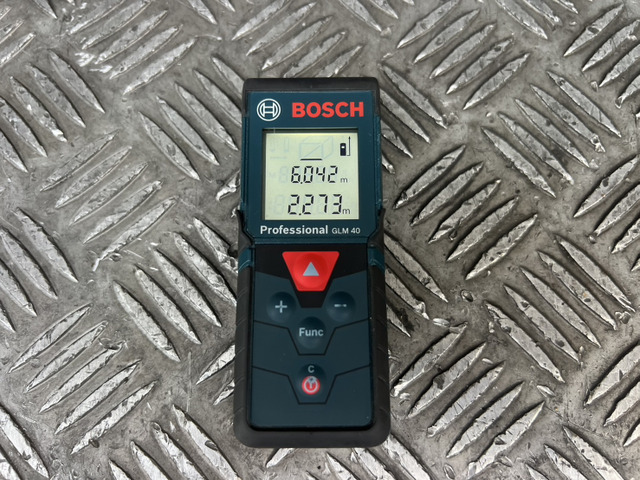 BOSCH
6.042 m
2.273 m
Professional GLM 40
+
-
Func
C